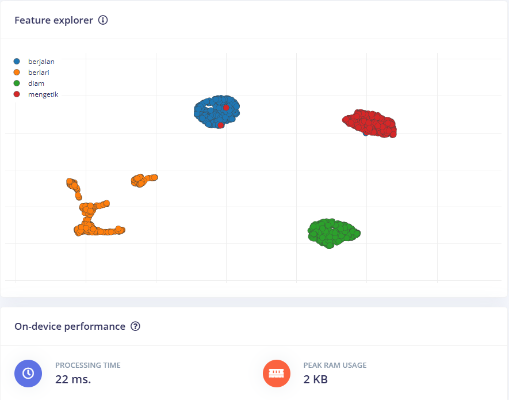 Feature explorer
berjalan
berlari
diam
mengetik
On-device performance
PROCESSING TIME
22 ms.
PEAK RAM USAGE
2 KB